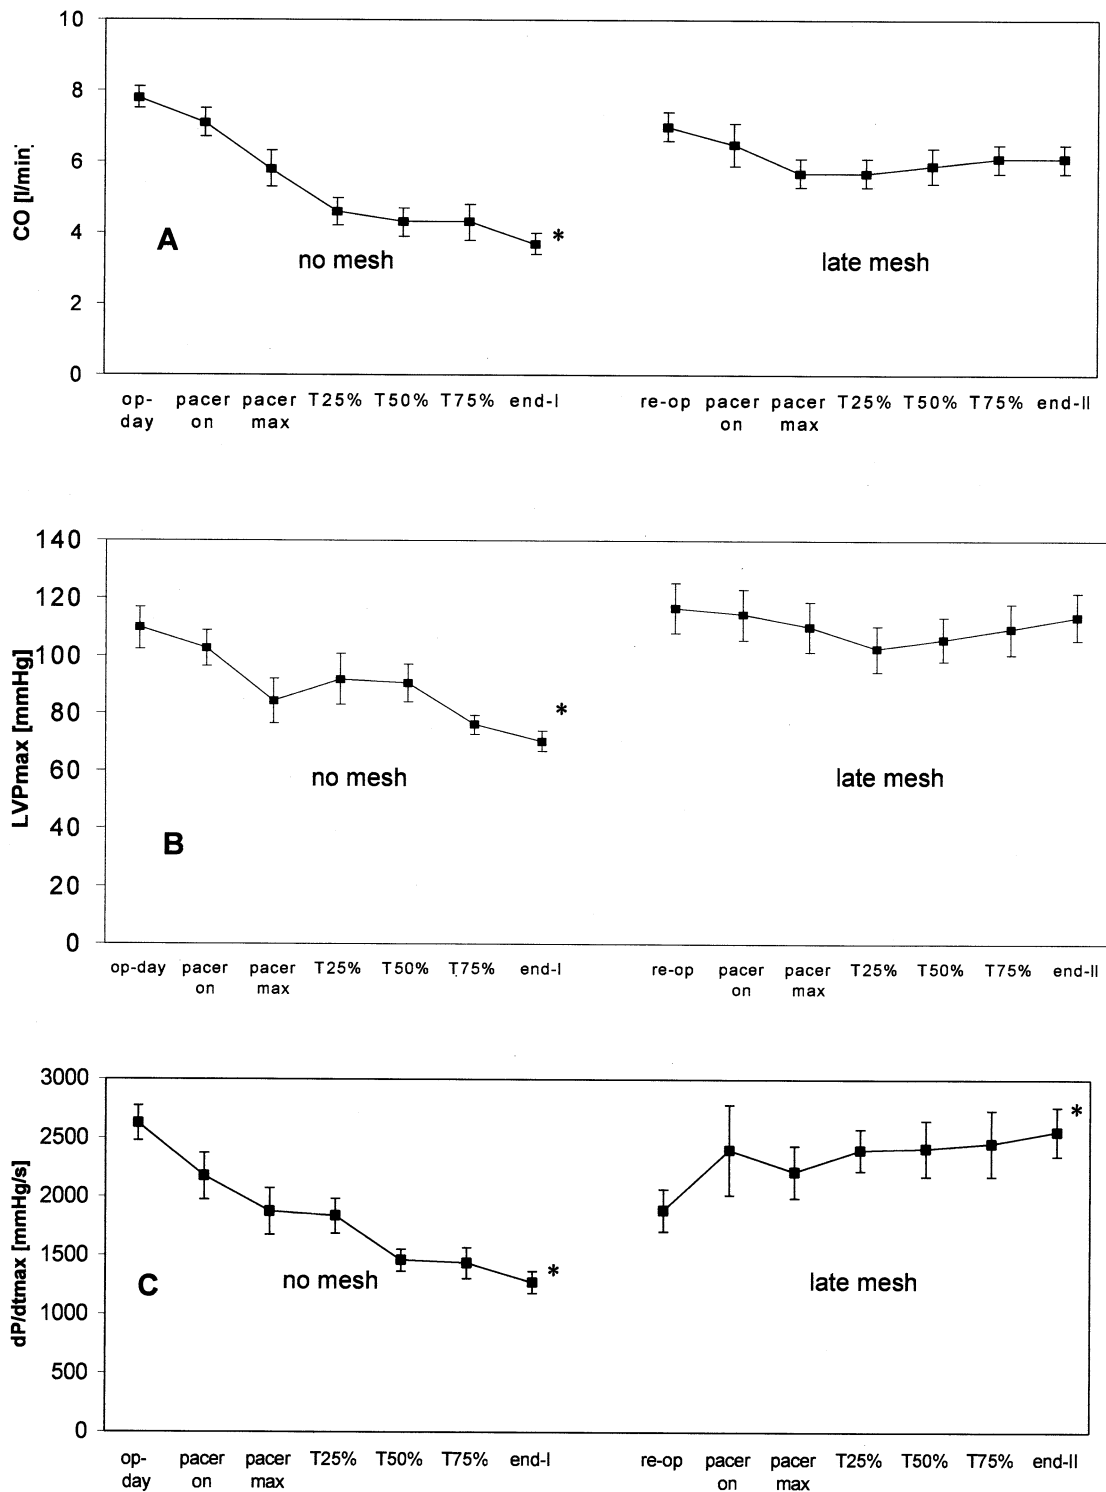 10
8
6
4
2
0
CO [l/min]
A
no mesh
*
late mesh
op-day
pacer on
pacer max
T25%
T50%
T75%
end-I
re-op
pacer on
pacer max
T25%
T50%
T75%
end-II
140
120
100
80
60
40
20
0
LVPmax [mmHg]
B
no mesh
*
late mesh
op-day
pacer on
pacer max
T25%
T50%
T75%
end-I
re-op
pacer on
pacer max
T25%
T50%
T75%
end-II
3000
2500
2000
1500
1000
500
0
dP/dtmax [mmHg/s]
C
no mesh
*
late mesh
*
op-day
pacer on
pacer max
T25%
T50%
T75%
end-I
re-op
pacer on
pacer max
T25%
T50%
T75%
end-II